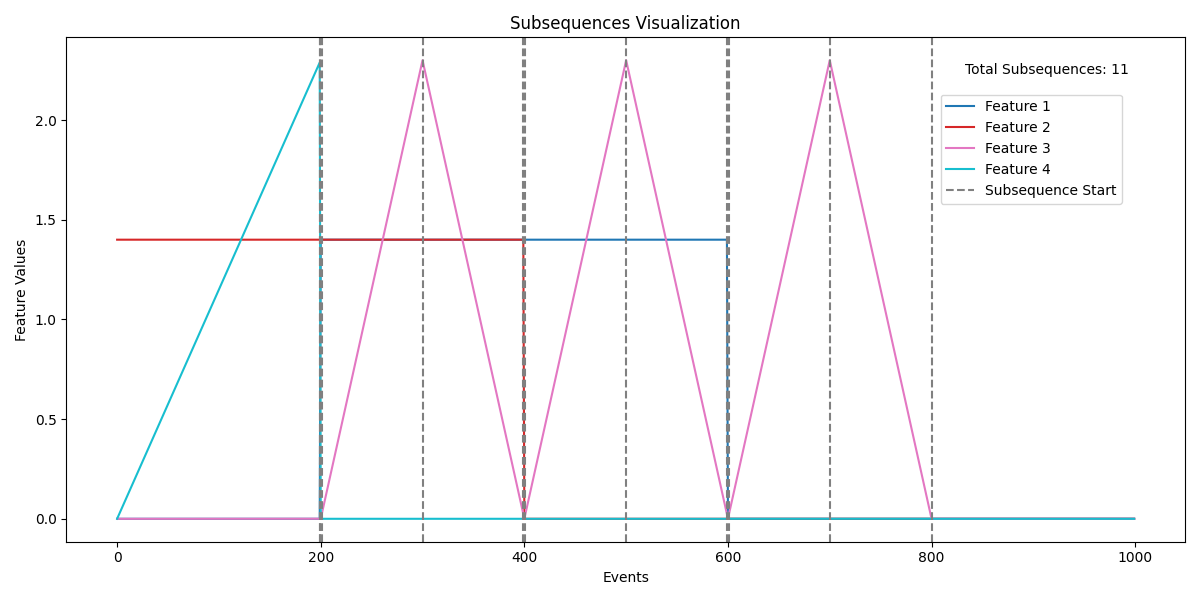 Subsequences Visualization
Total Subsequences: 11
Feature 1
Feature 2
Feature 3
Feature 4
Subsequence Start
Feature Values
2.0
1.5
1.0
0.5
0.0
0 200 400 600 800 1000
Events